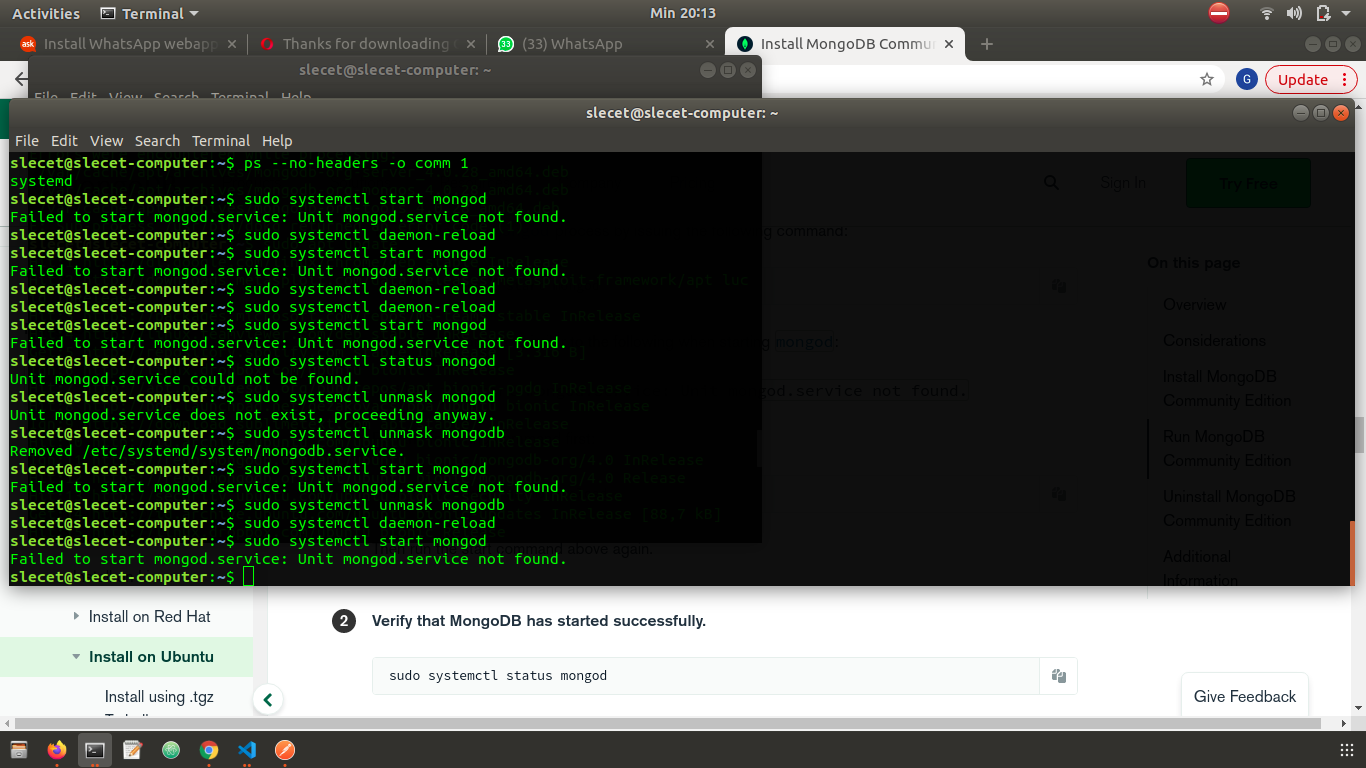 Activities Terminal Min 20:13
Install WhatsApp webapp Thanks for downloading (33) WhatsApp Install MongoDB Commu
slecet@slecet-computer: ~
G Update
File Edit View Search Terminal Help
slecet@slecet-computer: ~
File Edit View Search Terminal Help
slecet@slecet-computer:~$ ps --no-headers -o comm 1
systemd
slecet@slecet-computer:~$ sudo systemctl start mongod
Failed to start mongod.service: Unit mongod.service not found.
slecet@slecet-computer:~$ sudo systemctl daemon-reload
slecet@slecet-computer:~$ sudo systemctl start mongod
Failed to start mongod.service: Unit mongod.service not found.
slecet@slecet-computer:~$ sudo systemctl daemon-reload
slecet@slecet-computer:~$ sudo systemctl daemon-reload
slecet@slecet-computer:~$ sudo systemctl start mongod
Failed to start mongod.service: Unit mongod.service not found.
slecet@slecet-computer:~$ sudo systemctl status mongod
Unit mongod.service could not be found.
slecet@slecet-computer:~$ sudo systemctl unmask mongod
Unit mongod.service does not exist, proceeding anyway.
slecet@slecet-computer:~$ sudo systemctl unmask mongodb
Removed /etc/systemd/system/mongodb.service.
slecet@slecet-computer:~$ sudo systemctl start mongod
Failed to start mongod.service: Unit mongod.service not found.
slecet@slecet-computer:~$ sudo systemctl unmask mongodb
slecet@slecet-computer:~$ sudo systemctl daemon-reload
slecet@slecet-computer:~$ sudo systemctl start mongod
Failed to start mongod.service: Unit mongod.service not found.
slecet@slecet-computer:~$
Sign In Try Free
command:
On this page
Overview
Considerations
mongod:
Install MongoDB
Community Edition
god.service not found.
Run MongoDB
Community Edition
Uninstall MongoDB
Community Edition
command above again.
Additional
Information
Install on Red Hat
2 Verify that MongoDB has started successfully.
Install on Ubuntu
sudo systemctl status mongod
Install using .tgz
Give Feedback